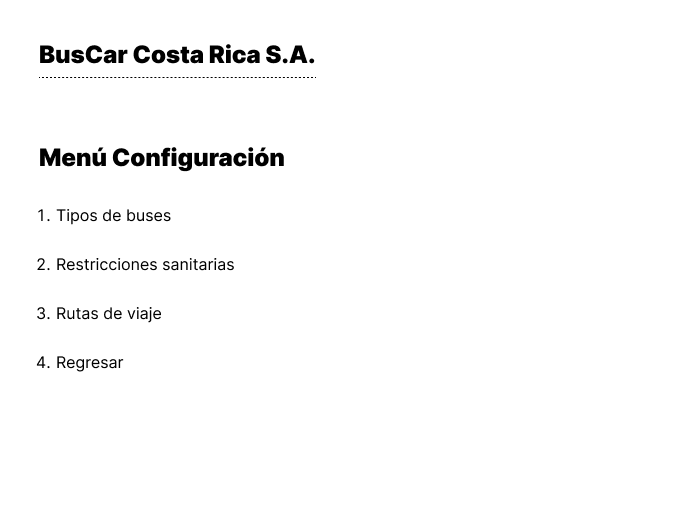 BusCar Costa Rica S.A.
Menú Configuración
1. Tipos de buses
2. Restricciones sanitarias
3. Rutas de viaje
4. Regresar